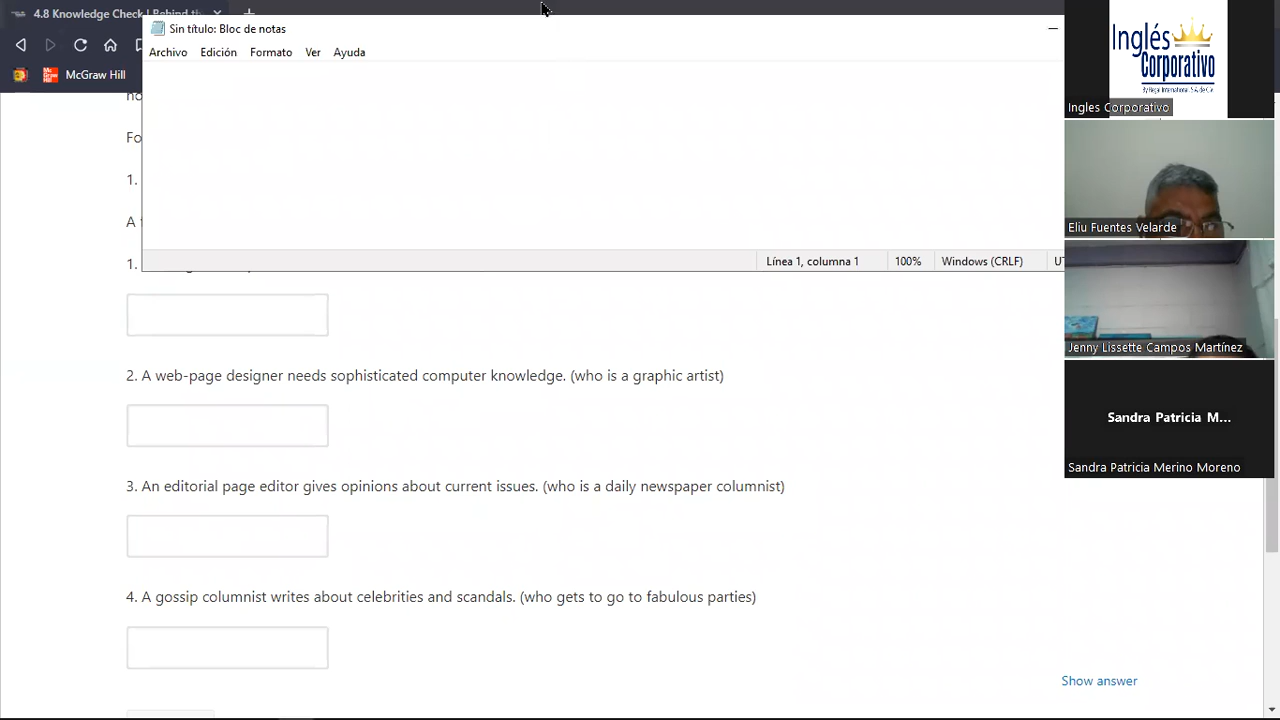 4.8 Knowledge Check | Behind th
Sin título: Bloc de notas
Archivo Edición Formato Ver Ayuda
McGraw Hill
Fo
1.
A
1.
Línea 1, columna 1 100% Windows (CRLF) UT
2. A web-page designer needs sophisticated computer knowledge. (who is a graphic artist)
3. An editorial page editor gives opinions about current issues. (who is a daily newspaper columnist)
4. A gossip columnist writes about celebrities and scandals. (who gets to go to fabulous parties)
Show answer
Inglés
Corporativo
Ingles Corporativo
Eliu Fuentes Velarde
Jenny Lissette Campos Martínez
Sandra Patricia M...
Sandra Patricia Merino Moreno